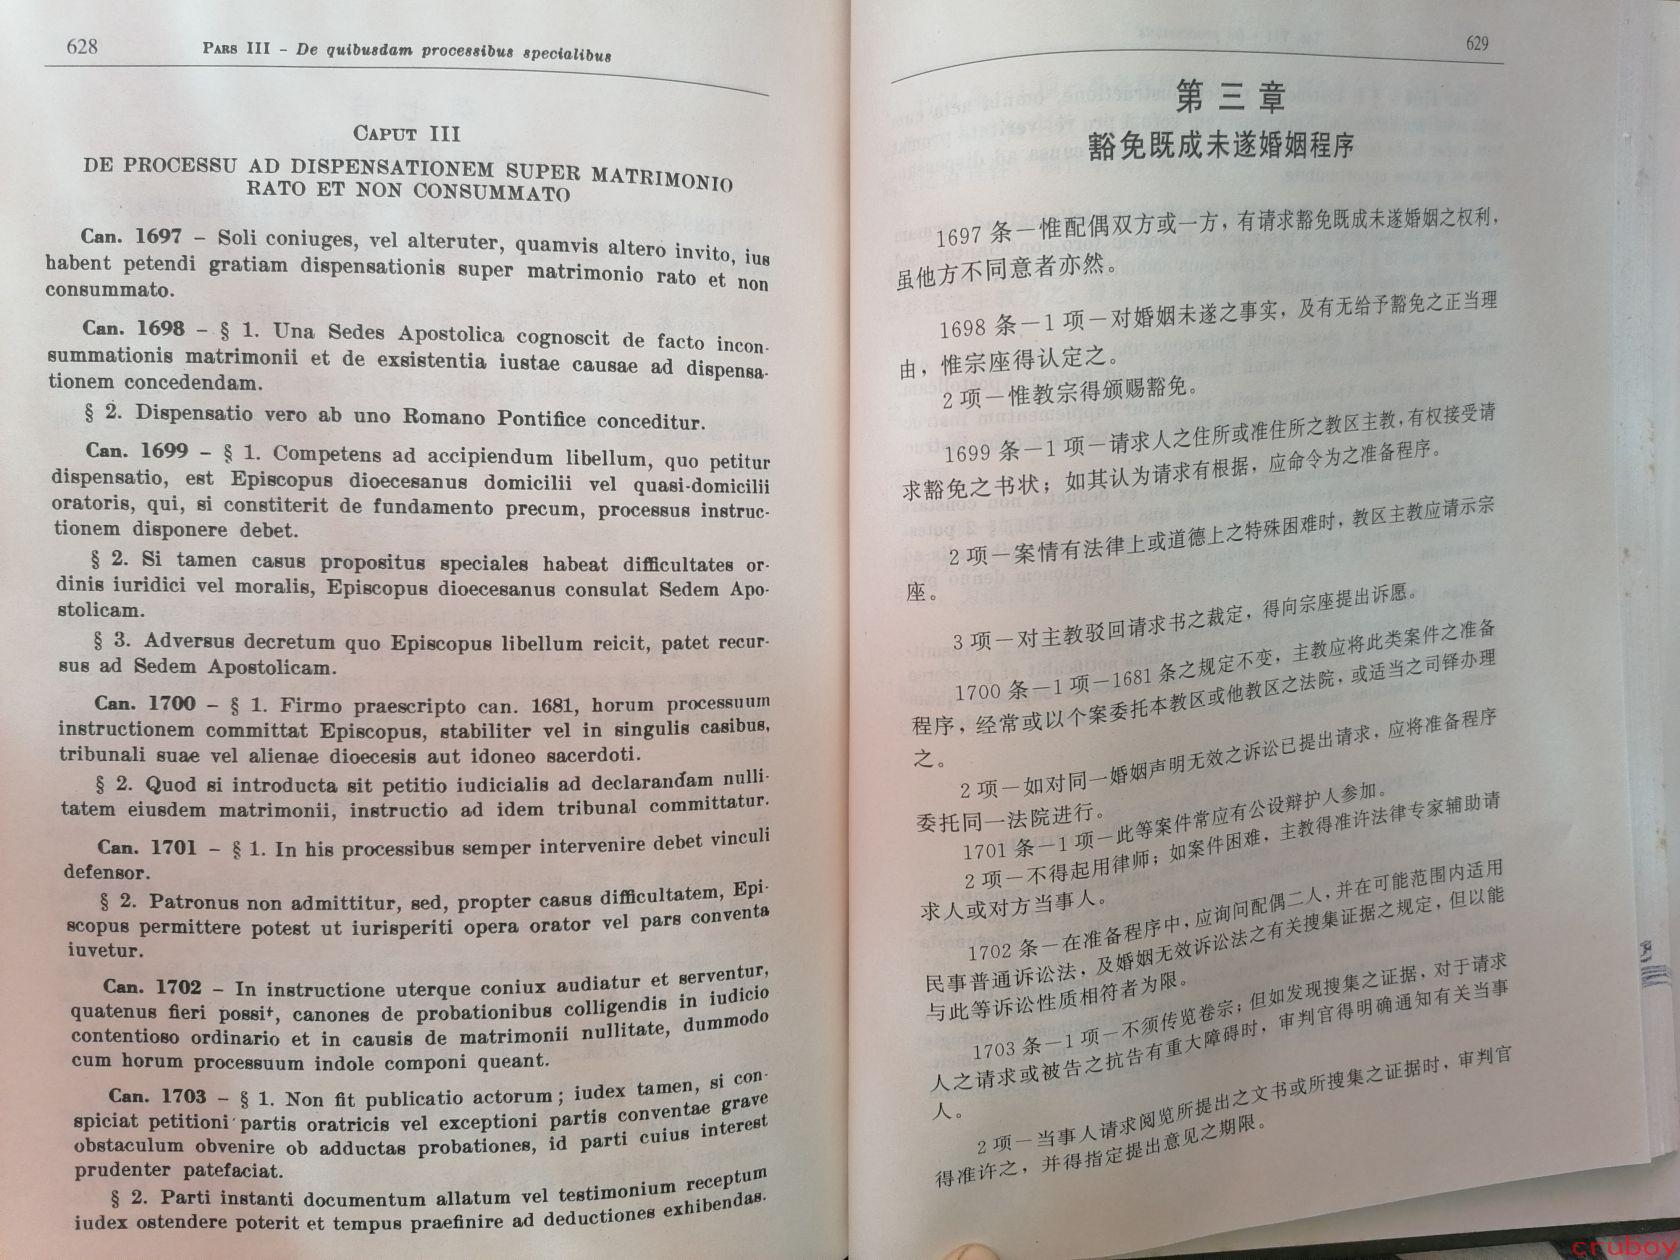 628
Pars III – De quibusdam processibus specialibus
Caput III
DE PROCESSU AD DISPENSATIONEM SUPER MATRIMONIO
RATO ET NON CONSUMMATO
Can. 1697 – Soli coniuges, vel alteruter, quamvis altero invito, ius
habent petendi gratiam dispensationis super matrimonio rato et non
consummato.
Can. 1698 – § 1. Una Sedes Apostolica cognoscit de facto incon-
summationis matrimonii et de exsistentia iustae causae ad dispensa-
tionem concedendam.
§ 2. Dispensatio vero ab uno Romano Pontifice conceditur.
Can. 1699 – § 1. Competens ad accipiendum libellum, quo petitur
dispensatio, est Episcopus dioecesanus domicilii vel quasi-domicilii
oratoris, qui, si constiterit de fundamento precum, processus instruc-
tionem disponere debet.
§ 2. Si tamen casus propositus speciales habeat difficultates or-
dinis iuridici vel moralis, Episcopus dioecesanus consulat Sedem Apo-
stolicam.
§ 3. Adversus decretum quo Episcopus libellum reicit, patet recur-
sus ad Sedem Apostolicam.
Can. 1700 – § 1. Firmo praescripto can. 1681, horum processuum
instructionem committat Episcopus, stabiliter vel in singulis casibus,
tribunali suae vel alienae dioecesis aut idoneo sacerdoti.
§ 2. Quod si introducta sit petitio iudicialis ad declarandam nulli-
tatem eiusdem matrimonii, instructio ad idem tribunal committatur.
Can. 1701 – § 1. In his processibus semper intervenire debet vinculi
defensor.
§ 2. Patronus non admittitur, sed, propter casus difficultatem, Epi-
scopus permittere potest ut iurisperiti opera orator vel pars conventa
iuvetur.
Can. 1702 – In instructione uterque coniux audiatur et serventur,
quatenus fieri possit, canones de probationibus colligendis in iudicio
contentioso ordinario et in causis de matrimonii nullitate, dummodo
cum horum processuum indole componi queant.
Can. 1703 – § 1. Non fit publicatio actorum; iudex tamen, si con-
spiciat petitioni partis oratricis vel exceptioni partis conventae grave
obstaculum obvenire ob adductas probationes, id parti cuius interest
prudenter patefaciat.
§ 2. Parti instanti documentum allatum vel testimonium receptum
iudex ostendere poterit et tempus praefinire ad deductiones exhibendas.
629
第三章
豁免既成未遂婚姻程序
1697 条－惟配偶双方或一方，有请求豁免既成未遂婚姻之权利，
虽他方不同意者亦然。
1698 条－1 项－对婚姻未遂之事实，及有无给予豁免之正当理
由，惟宗座得认定之。
2 项－惟教宗得颁赐豁免。
1699 条－1 项－请求人之住所或准住所之教区主教，有权接受请
求豁免之书状；如其认为请求有根据，应命令为之准备程序。
2 项－案情有法律上或道德上之特殊困难时，教区主教应请示宗
座。
3 项－对主教驳回请求书之裁定，得向宗座提出诉愿。
1700 条－1 项－1681 条之规定不变，主教应将此类案件之准备
程序，经常或以个案委托本教区或他教区之法院，或适当之司铎办理
之。
2 项－如对同一婚姻声明无效之诉讼已提出请求，应将准备程序
委托同一法院进行。
1701 条－1 项－此等案件常应有公设辩护人参加。
2 项－不得起用律师；如案件困难，主教得准许法律专家辅助请
求人或对方当事人。
1702 条－在准备程序中，应询问配偶二人，并在可能范围内适用
民事普通诉讼法，及婚姻无效诉讼法之有关搜集证据之规定，但以能
与此等诉讼性质相符者为限。
1703 条－1 项－不须传览卷宗；但如发现搜集之证据，对于请求
人之请求或被告之抗告有重大障碍时，审判官得明确通知有关当事
人。
2 项－当事人请求阅览所提出之文书或所搜集之证据时，审判官
得准许之，并得指定提出意见之期限。
cruboy